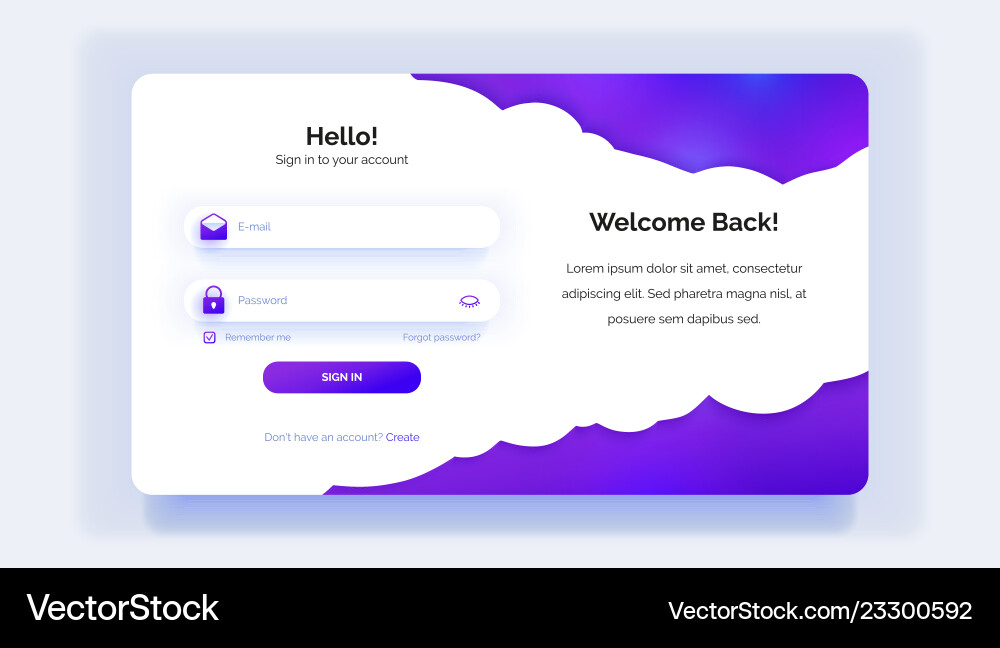 Hello!
Sign in to your account
E-mail
Password
Remember me
Forgot password?
SIGN IN
Don't have an account? Create
Welcome Back!
Lorem ipsum dolor sit amet, consectetur
adipiscing elit. Sed pharetra magna nisl, at
posuere sem dapibus sed.
VectorStock
VectorStock.com/23300592